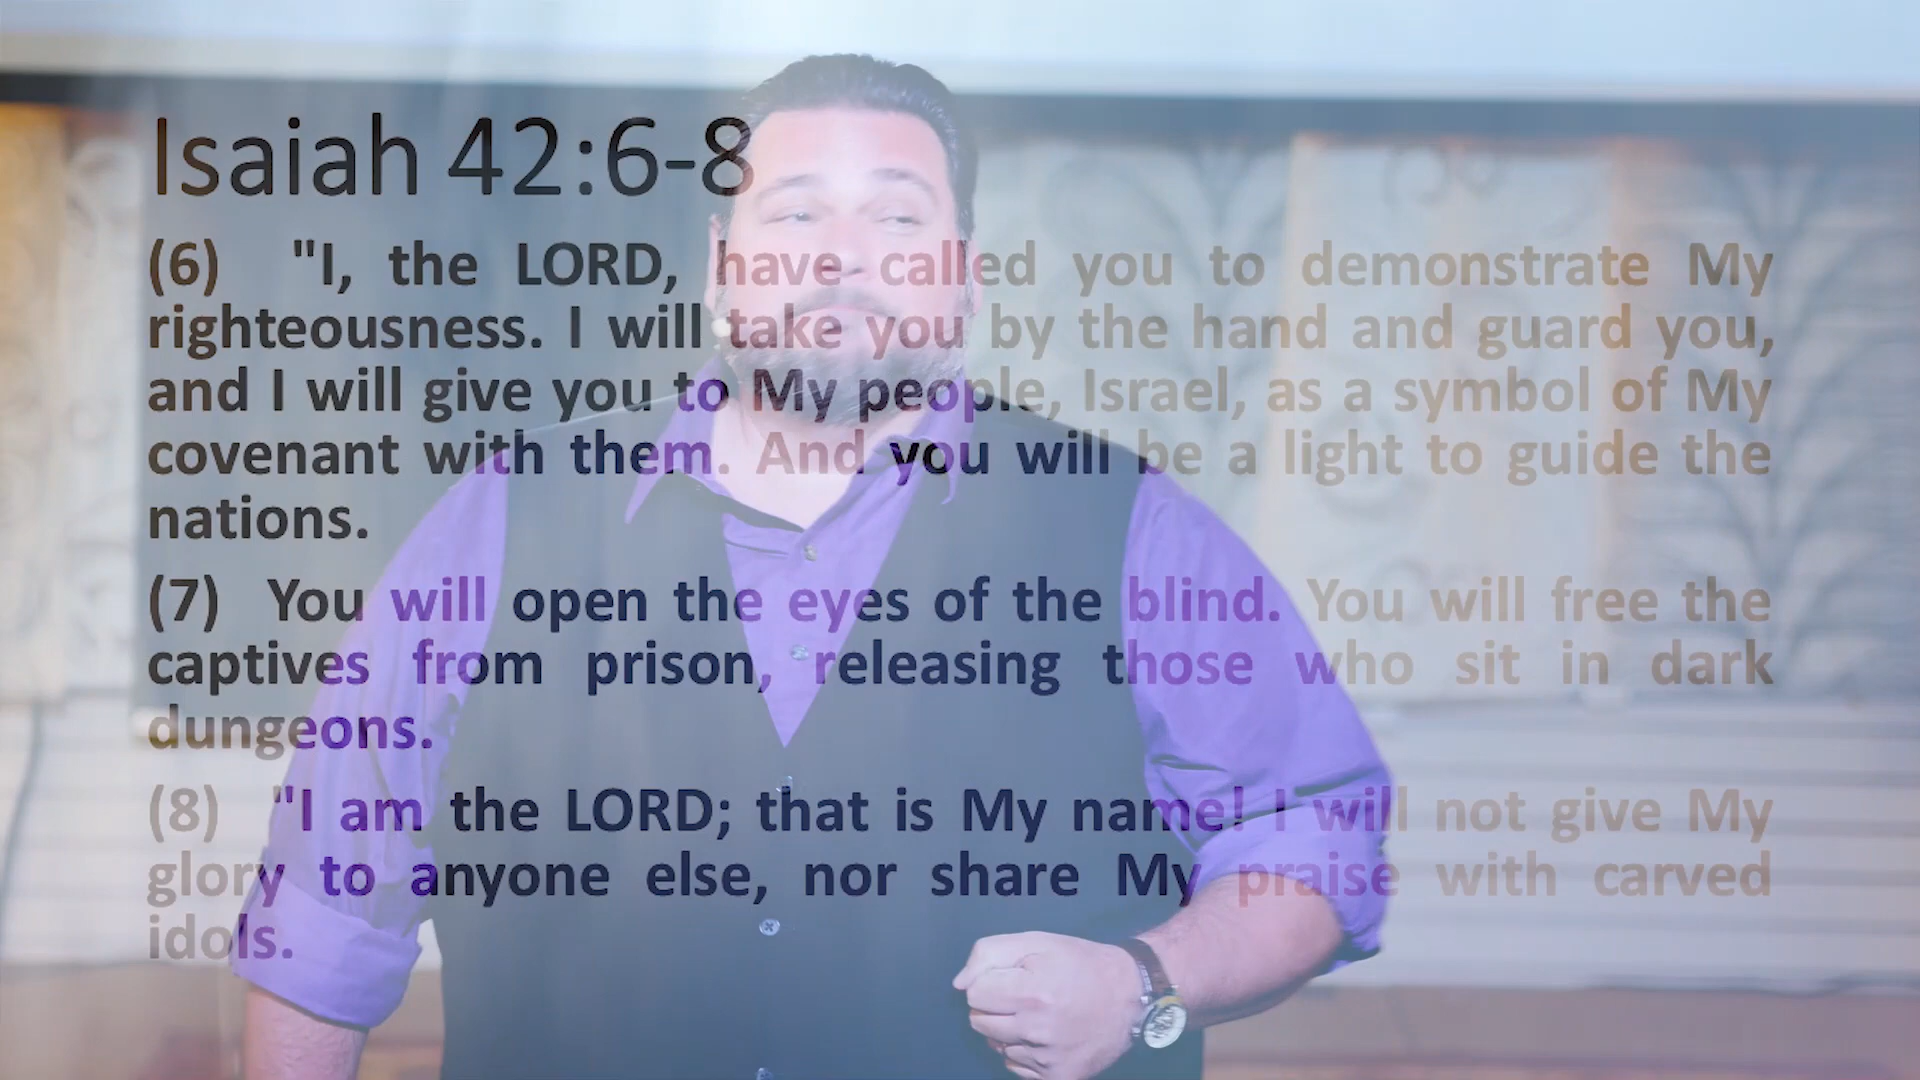 Isaiah 42:6-8
(6) "I, the LORD, have called you to demonstrate My
righteousness. I will take you by the hand and guard you,
and I will give you to My people, Israel, as a symbol of My
covenant with them. And you will be a light to guide the
nations.
(7) You will open the eyes of the blind. You will free the
captives from prison, releasing those who sit in dark
dungeons.
(8) "I am the LORD; that is My name! I will not give My
glory to anyone else, nor share My praise with carved
idols.